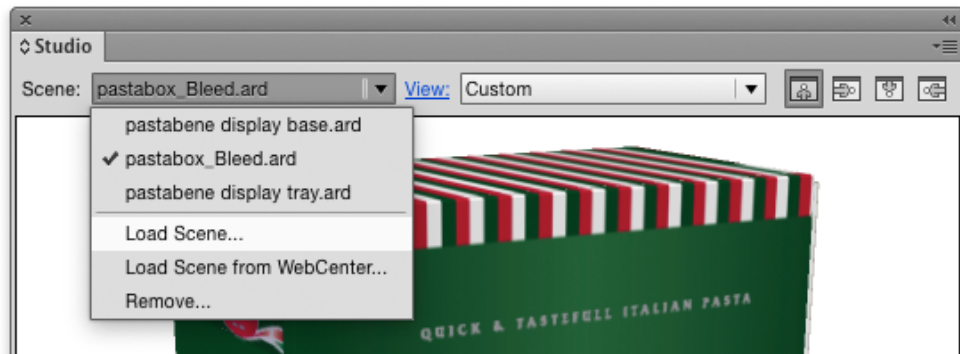 Studio
Scene: pastabox_Bleed.ard View: Custom
pastabene display base.ard
pastabox_Bleed.ard
pastabene display tray.ard
Load Scene...
Load Scene from WebCenter...
Remove...
QUICK & TASTEFULL ITALIAN PASTA